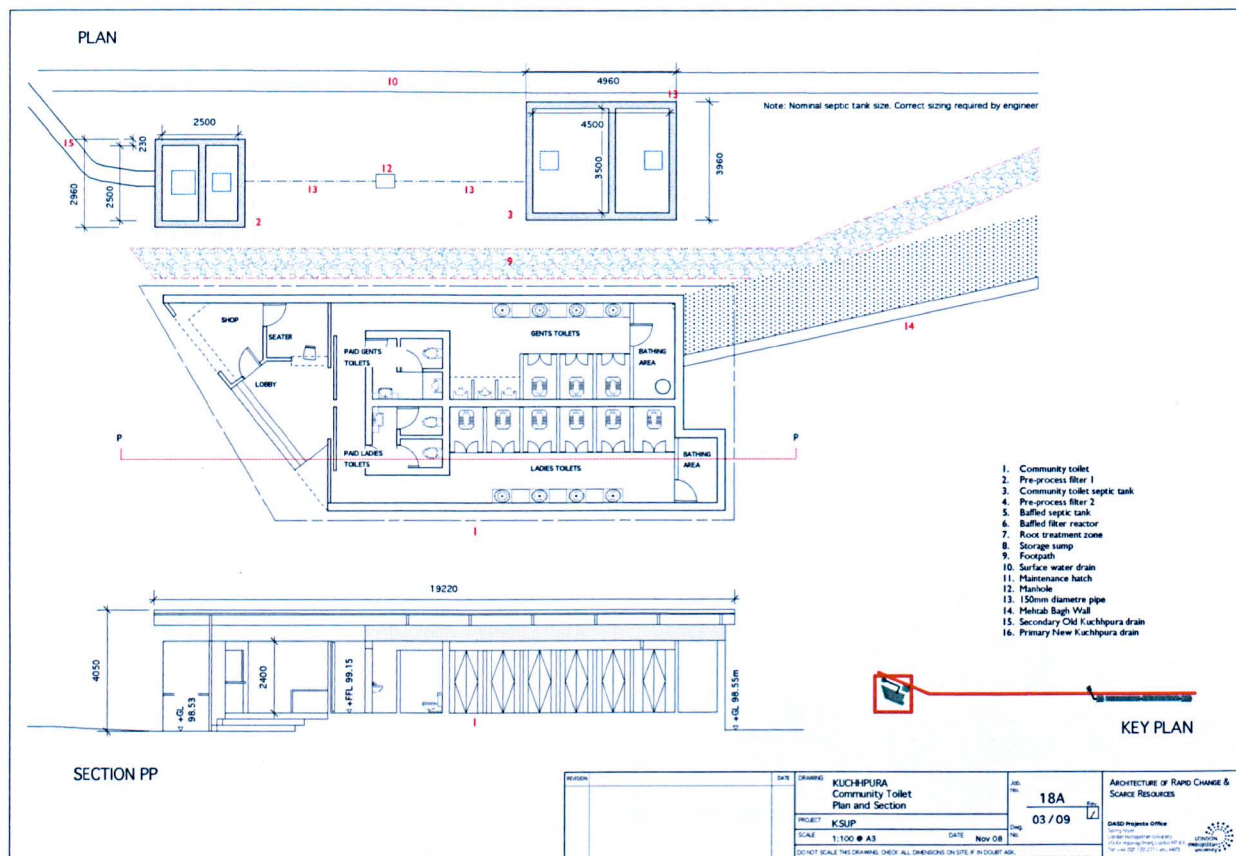 PLAN
10
4960
13
Note: Nominal septic tank size. Correct sizing required by engineer
2500
4500
15
230
2960
2500
12
13
13
3500
3960
2
3
9
14
SHOP
SEATER
LOBBY
PAID GENTS
TOILETS
GENTS TOILETS
BATHING
AREA
P
P
PAID LADIES
TOILETS
LADIES TOILETS
BATHING
AREA
1
1. Community toilet
2. Pre-process filter 1
3. Community toilet septic tank
4. Pre-process filter 2
5. Baffled septic tank
6. Baffled filter reactor
7. Root treatment zone
8. Storage sump
9. Footpath
10. Surface water drain
11. Maintenance hatch
12. Manhole
13. 150mm diametre pipe
14. Mehtab Bagh Wall
15. Secondary Old Kuchhpura drain
16. Primary New Kuchhpura drain
19220
4050
2400
+GL
98.53
+FFL 99.15
1
+GL 98.55m
KEY PLAN
SECTION PP
REVISION
DATE
DRAWING
KUCHHPURA
Community Toilet
Plan and Section
PROJECT
KSUP
SCALE
1:100 @ A3
DATE
Nov 08
JOB.
No.
18A
Dwg.
No.
03 / 09
Rev.
/
ARCHITECTURE OF RAPID CHANGE &
SCARCE RESOURCES
DASD Projects Office
LONDON
metropolitan
university
DO NOT SCALE THIS DRAWING. CHECK ALL DIMENSIONS ON SITE. IF IN DOUBT ASK.